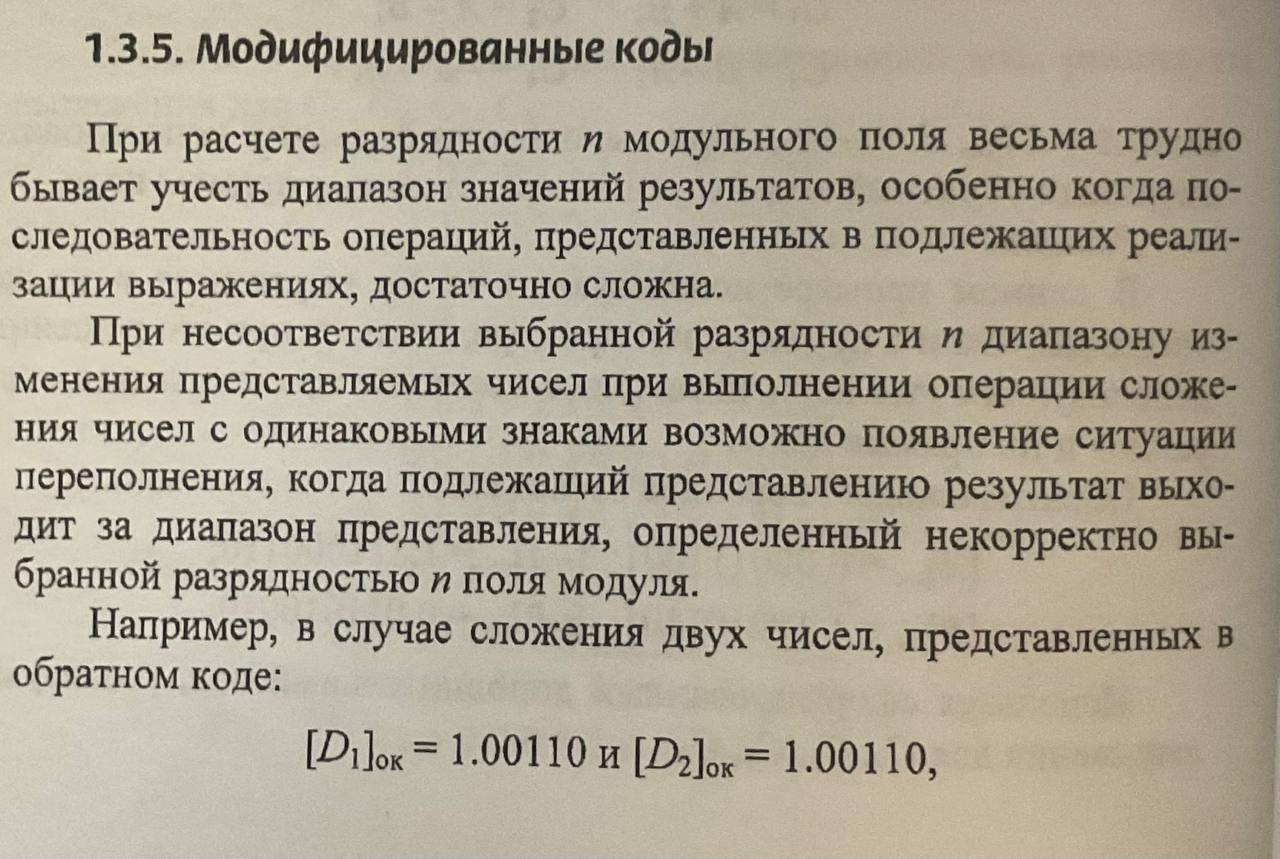 1.3.5. Модифицированные коды
При расчете разрядности n модульного поля весьма трудно
бывает учесть диапазон значений результатов, особенно когда по-
следовательность операций, представленных в подлежащих реали-
зации выражениях, достаточно сложна.
При несоответствии выбранной разрядности n диапазону из-
менения представляемых чисел при выполнении операции сложе-
ния чисел с одинаковыми знаками возможно появление ситуации
переполнения, когда подлежащий представлению результат выхо-
дит за диапазон представления, определенный некорректно вы-
бранной разрядностью n поля модуля.
Например, в случае сложения двух чисел, представленных в
обратном коде:
[D₁]ок = 1.00110 и [D₂]ок = 1.00110,